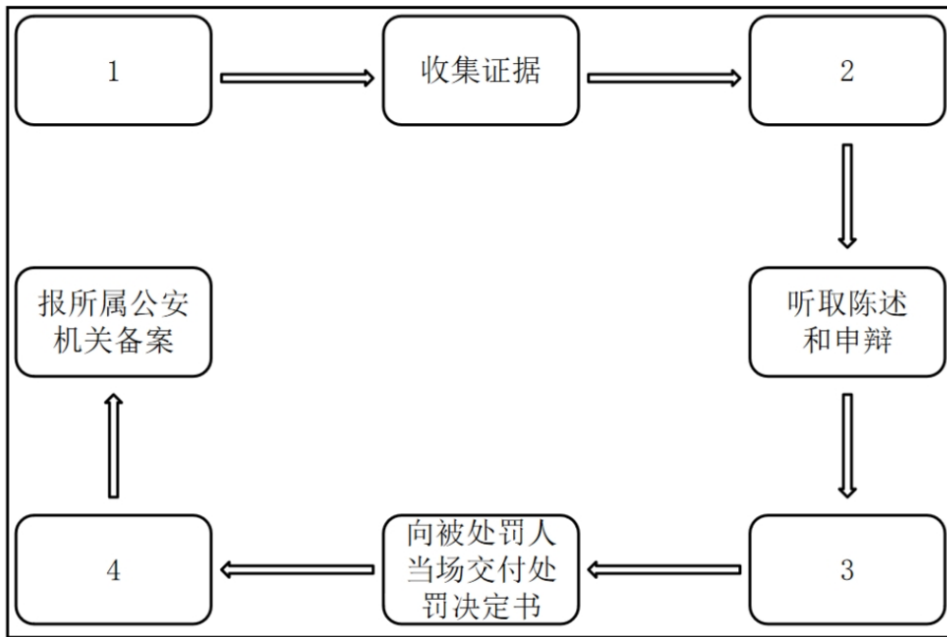 1
收集证据
2
报所属公安
机关备案
听取陈述
和申辩
4
向被处罚人
当场交付处
罚决定书
3